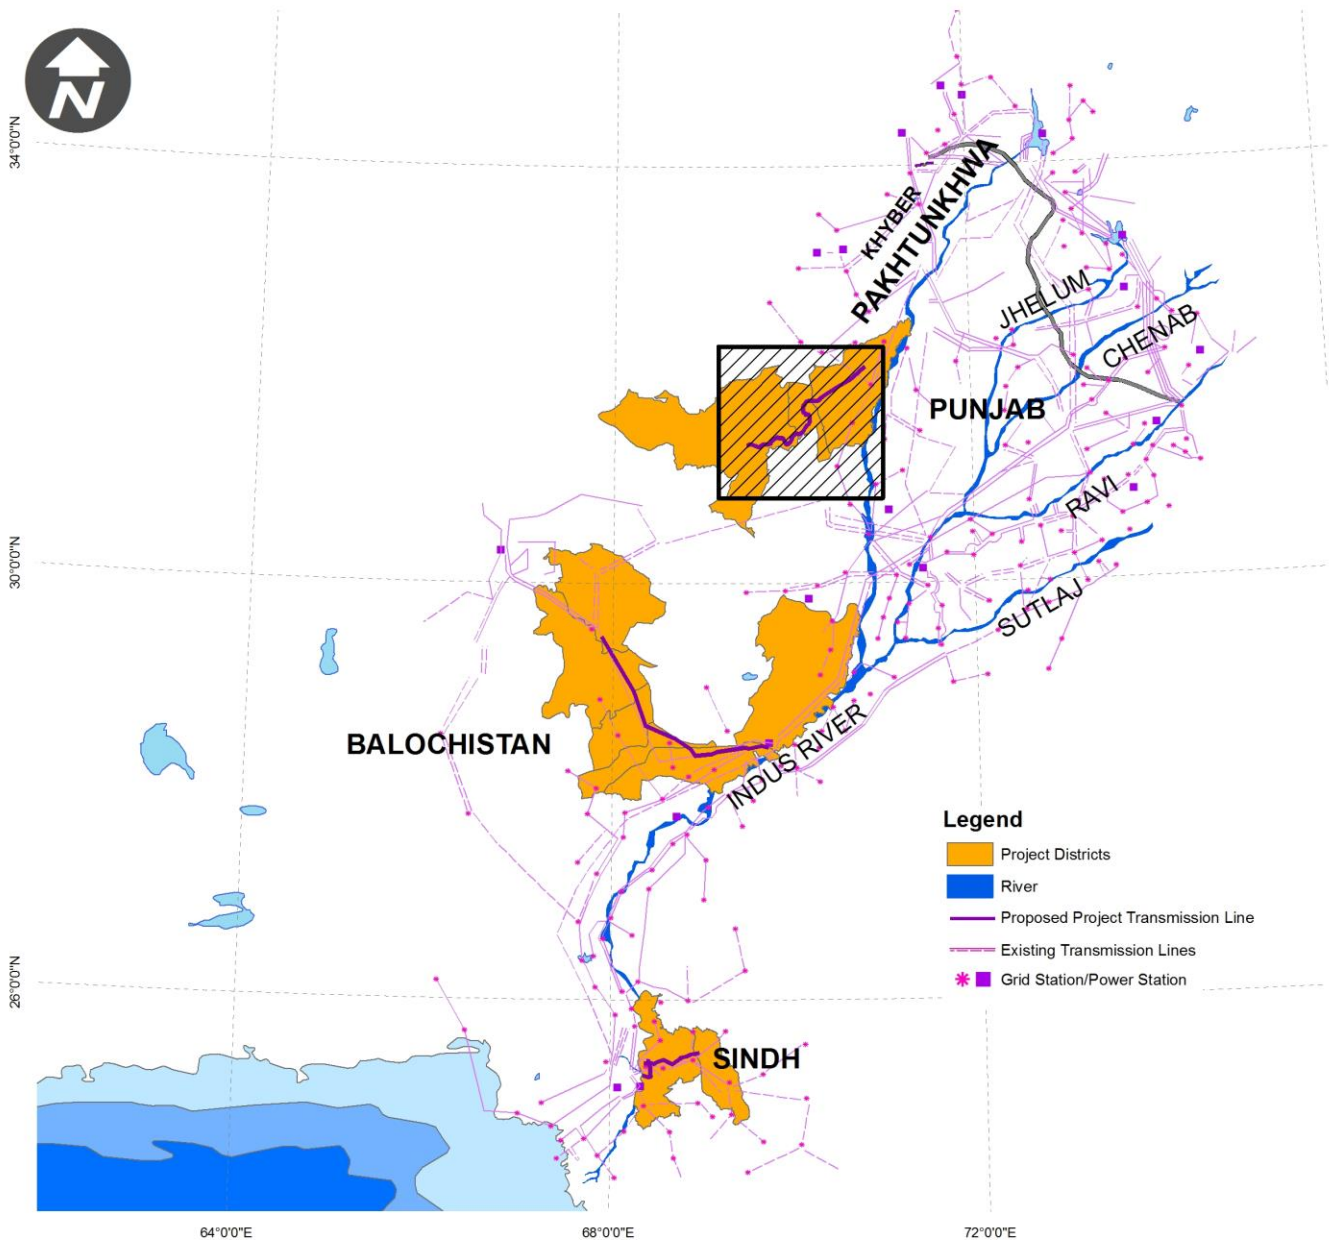 N
34°0'0"N
KHYBER
PAKHTUNKHWA
JHELUM
CHENAB
PUNJAB
RAVI
30°0'0"N
SUTLAJ
BALOCHISTAN
INDUS RIVER
Legend
Project Districts
River
Proposed Project Transmission Line
Existing Transmission Lines
Grid Station/Power Station
26°0'0"N
SINDH
64°0'0"E
68°0'0"E
72°0'0"E